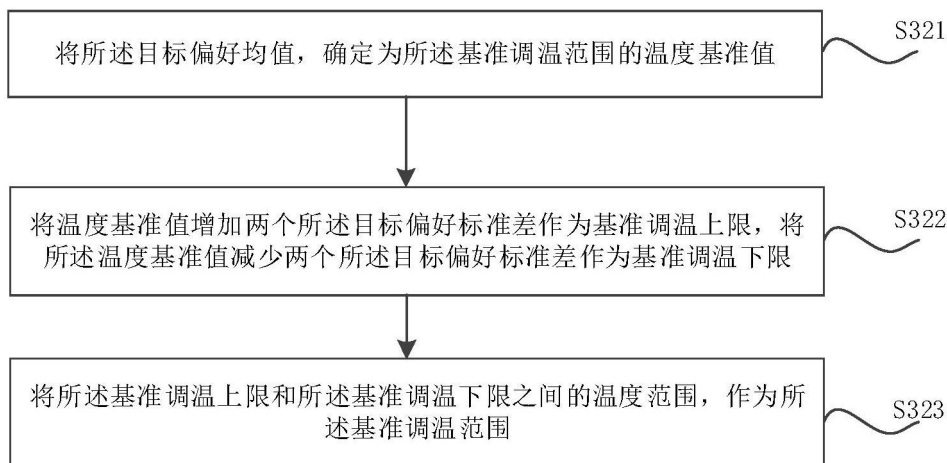 将所述目标偏好均值，确定为所述基准调温范围的温度基准值
S321
将温度基准值增加两个所述目标偏好标准差作为基准调温上限，将
所述温度基准值减少两个所述目标偏好标准差作为基准调温下限
S322
将所述基准调温上限和所述基准调温下限之间的温度范围，作为所
述基准调温范围
S323